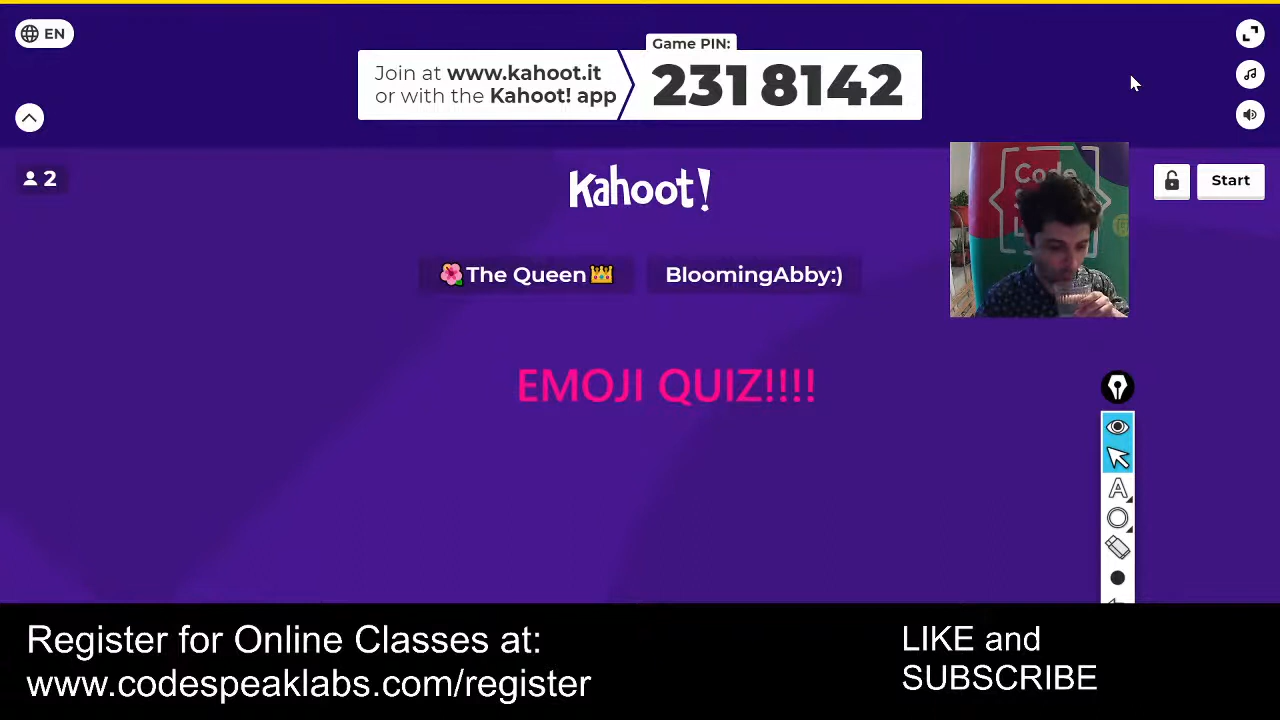 EN
Game PIN:
Join at www.kahoot.it
or with the Kahoot! app
231 8142
2
Kahoot!
Start
Code
🌺The Queen👑
BloomingAbby:)
EMOJI QUIZ!!!!
A
Register for Online Classes at:
www.codespeaklabs.com/register
LIKE and
SUBSCRIBE